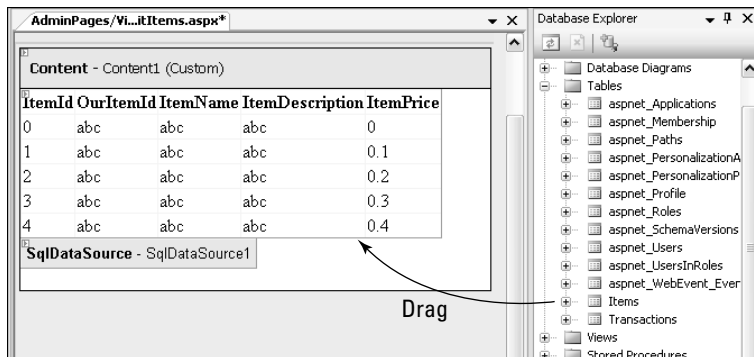 AdminPages/Vi...itItems.aspx*
Content - Content1 (Custom)
ItemId OurItemId ItemName ItemDescription ItemPrice
0 abc abc abc 0
1 abc abc abc 0.1
2 abc abc abc 0.2
3 abc abc abc 0.3
4 abc abc abc 0.4
SqlDataSource - SqlDataSource1
Drag
Database Explorer
Database Diagrams
Tables
aspnet_Applications
aspnet_Membership
aspnet_Paths
aspnet_PersonalizationA
aspnet_PersonalizationP
aspnet_Profile
aspnet_Roles
aspnet_SchemaVersions
aspnet_Users
aspnet_UsersInRoles
aspnet_WebEvent_Ever
Items
Transactions
Views
Stored Procedures